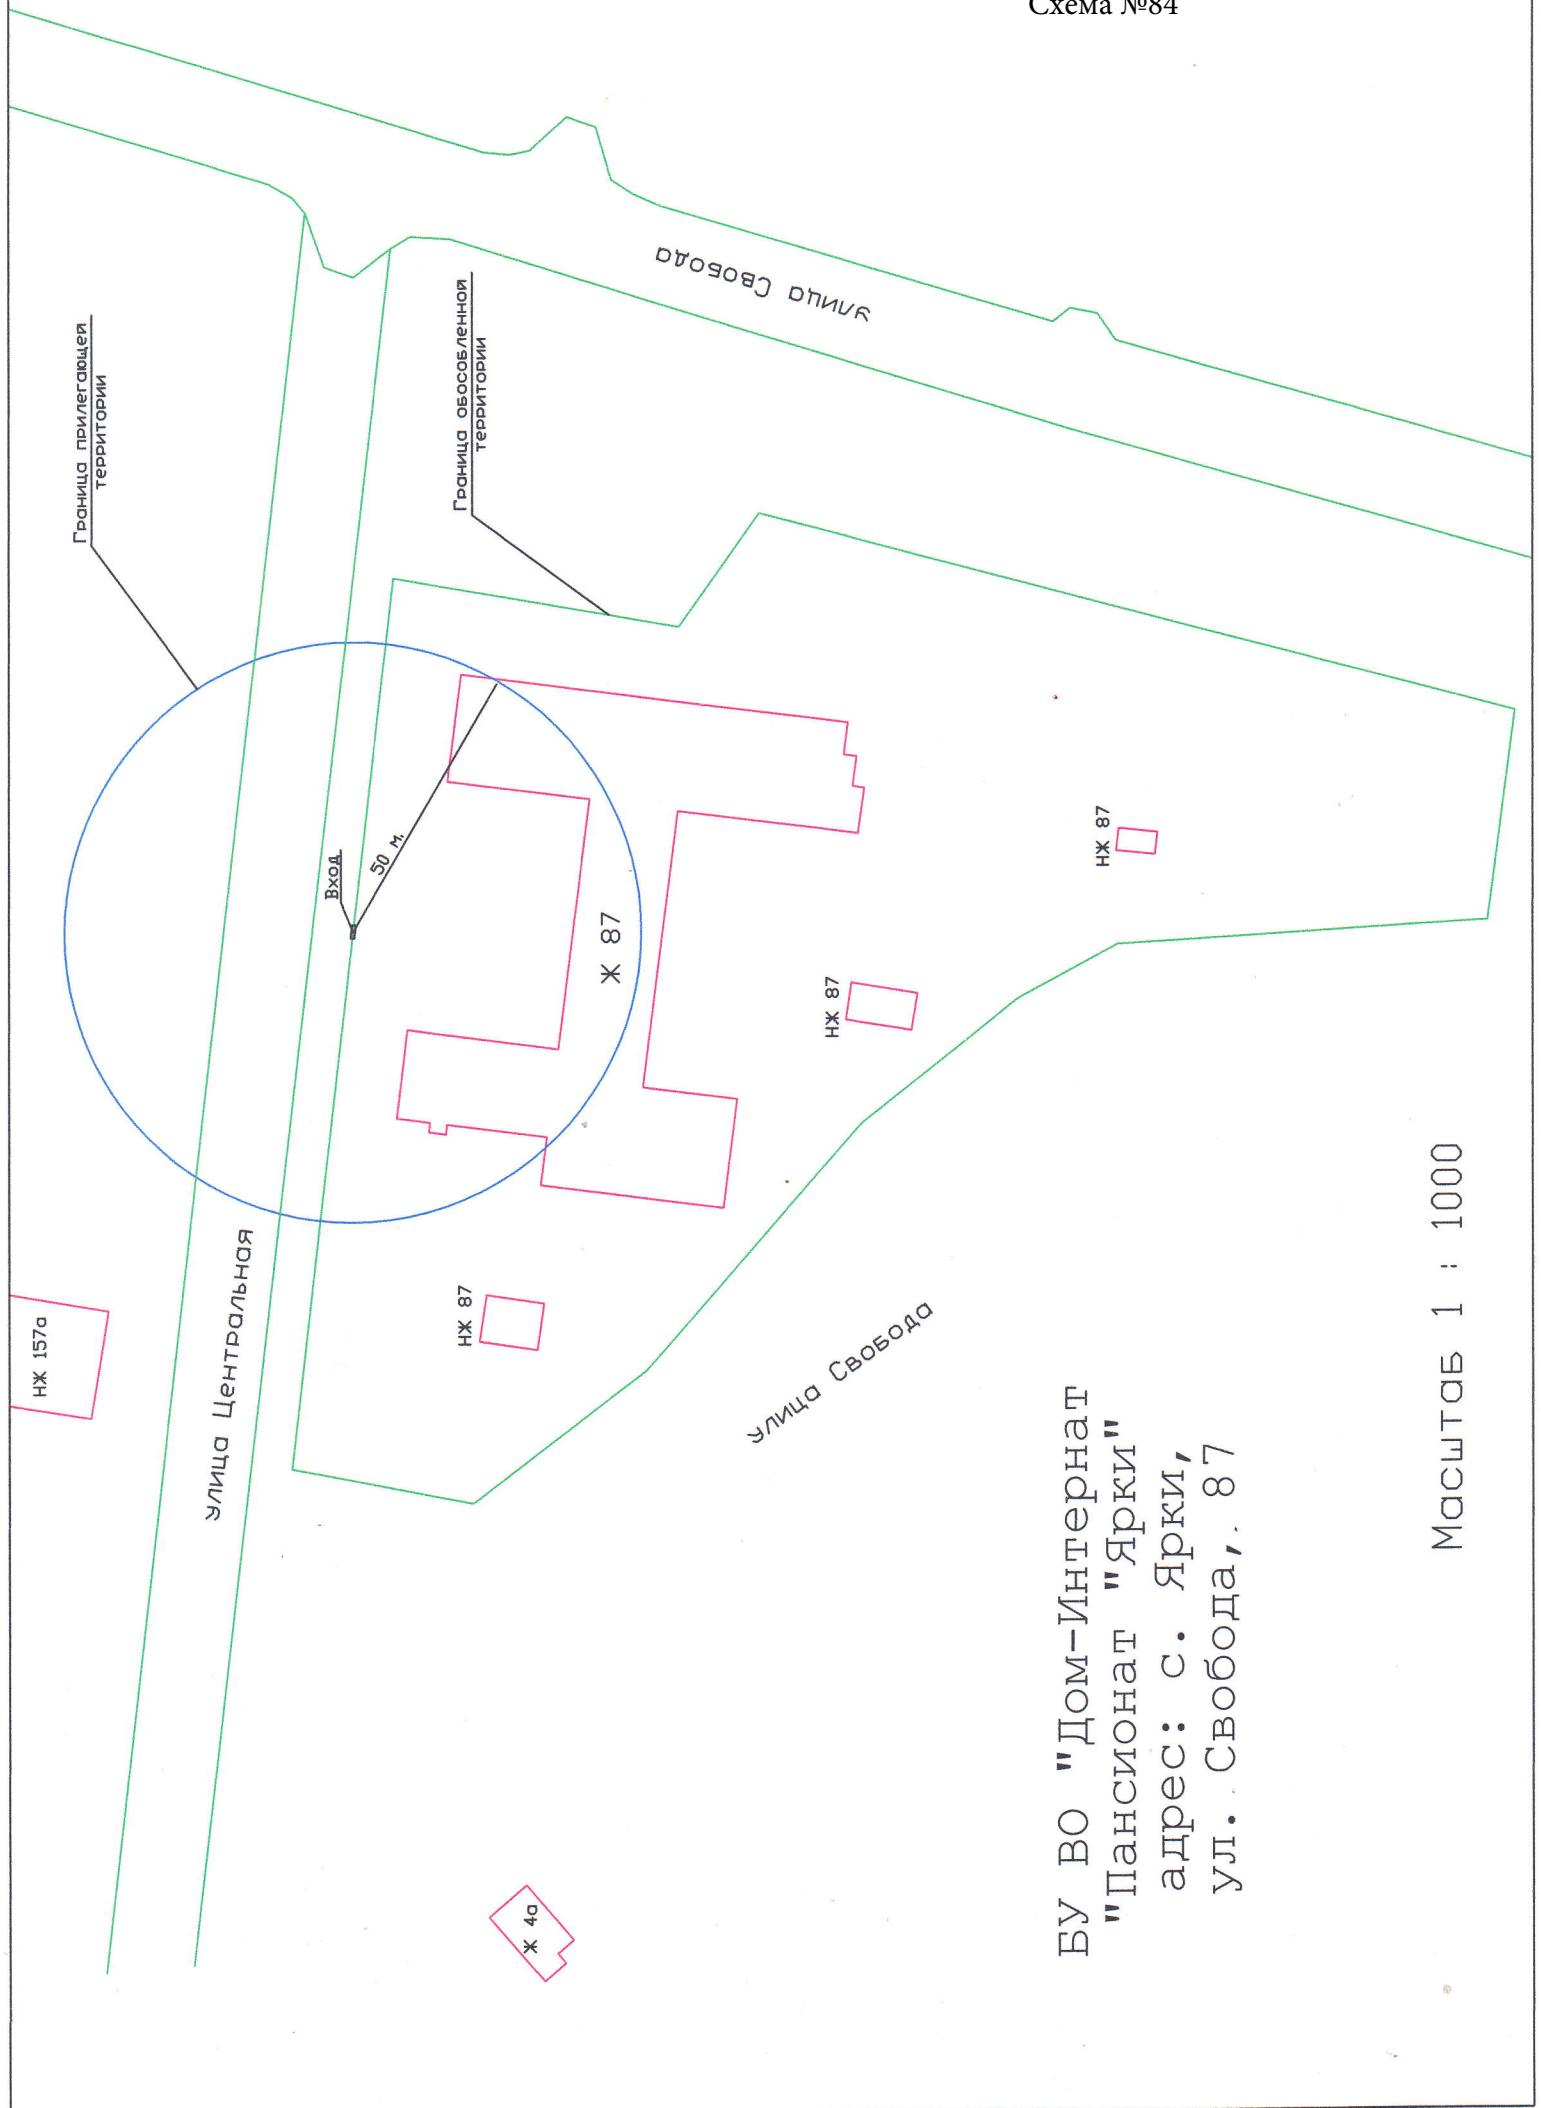 Схема №84
Граница прилегающей
территории
Граница обособленной
территории
улица Свобода
Вход
50 м.
Ж 87
НЖ 87
НЖ 87
НЖ 87
НЖ 157а
улица Центральная
улица Свобода
Ж 4а
БУ ВО "Дом-Интернат
"Пансионат "Ярки"
адрес: с. Ярки,
ул. Свобода, 87
Масштаб 1 : 1000